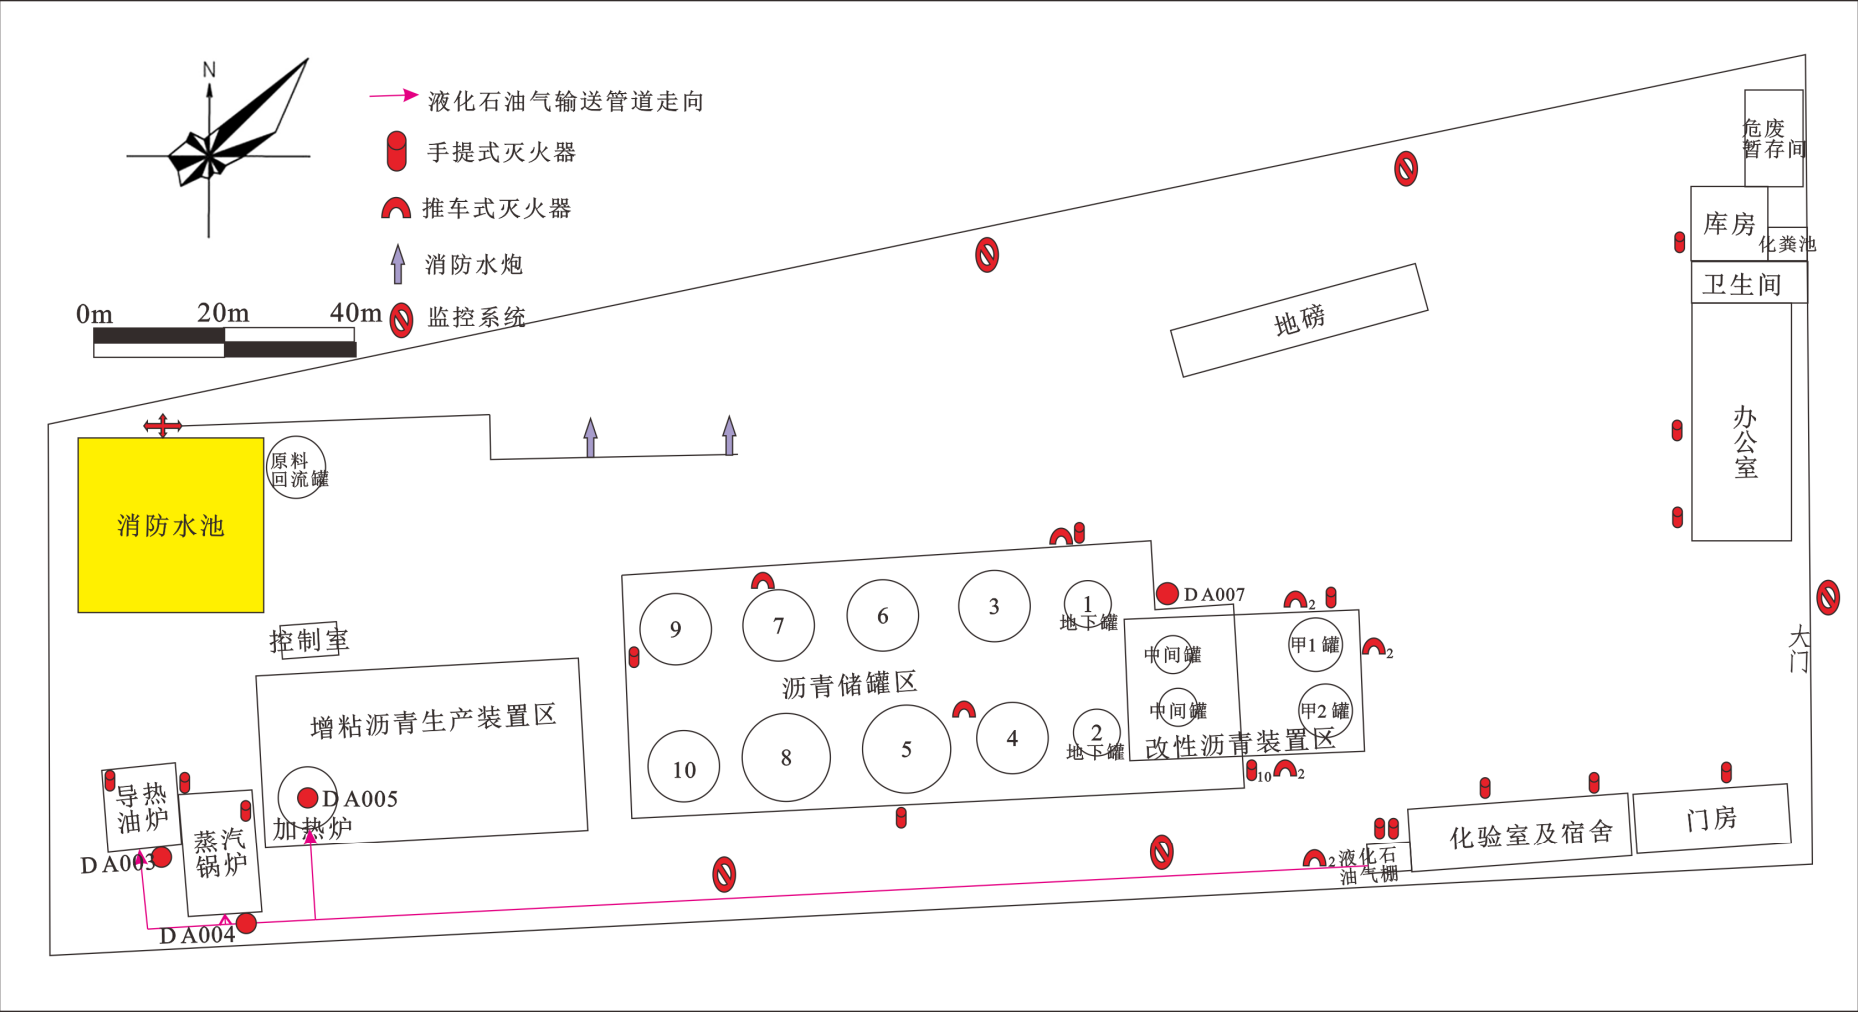 N
液化石油气输送管道走向
手提式灭火器
推车式灭火器
消防水炮
监控系统
0m 20m 40m
危废
暂存间
库房
化粪池
卫生间
地磅
办公室
原料
回流罐
消防水池
控制室
增粘沥青生产装置区
DA005
加热炉
导热
油炉
蒸汽
锅炉
DA003
DA004
9
7
6
3
1
地下罐
沥青储罐区
10
8
5
4
2
地下罐
DA007
中间罐
中间罐
甲1罐
甲2罐
改性沥青装置区
2
2
10
2
大门
化验室及宿舍
门房
2
液化石
油气棚